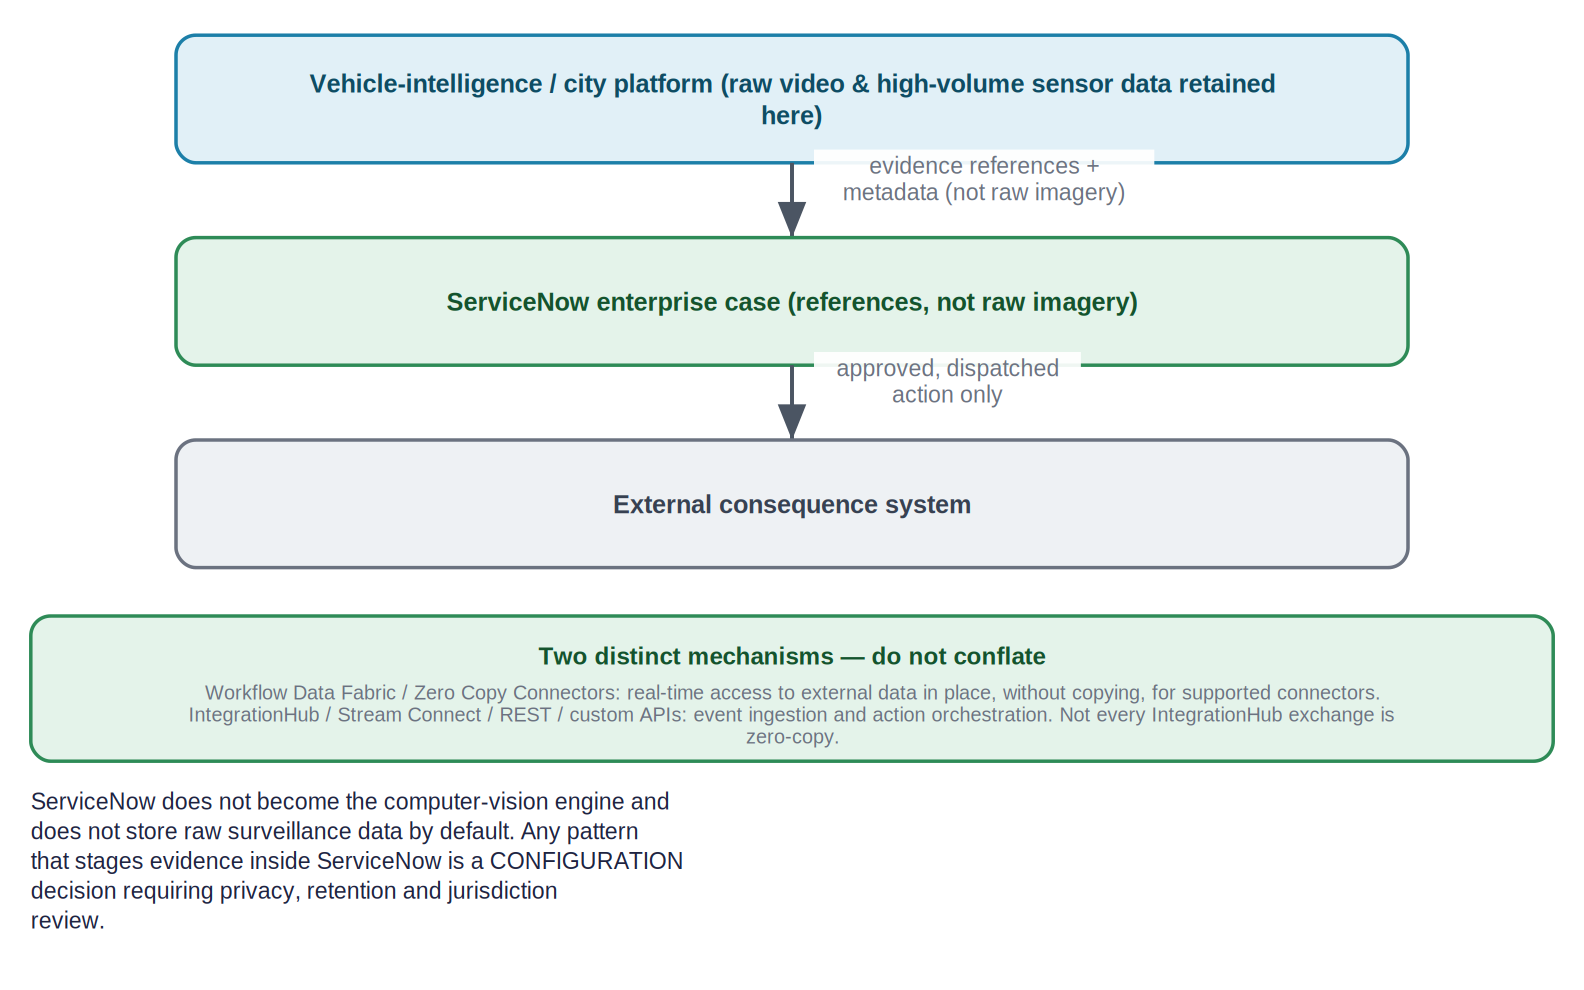 Vehicle-intelligence / city platform (raw video & high-volume sensor data retained
here)
evidence references +
metadata (not raw imagery)
ServiceNow enterprise case (references, not raw imagery)
approved, dispatched
action only
External consequence system
Two distinct mechanisms — do not conflate
Workflow Data Fabric / Zero Copy Connectors: real-time access to external data in place, without copying, for supported connectors.
IntegrationHub / Stream Connect / REST / custom APIs: event ingestion and action orchestration. Not every IntegrationHub exchange is
zero-copy.
ServiceNow does not become the computer-vision engine and
does not store raw surveillance data by default. Any pattern
that stages evidence inside ServiceNow is a CONFIGURATION
decision requiring privacy, retention and jurisdiction
review.